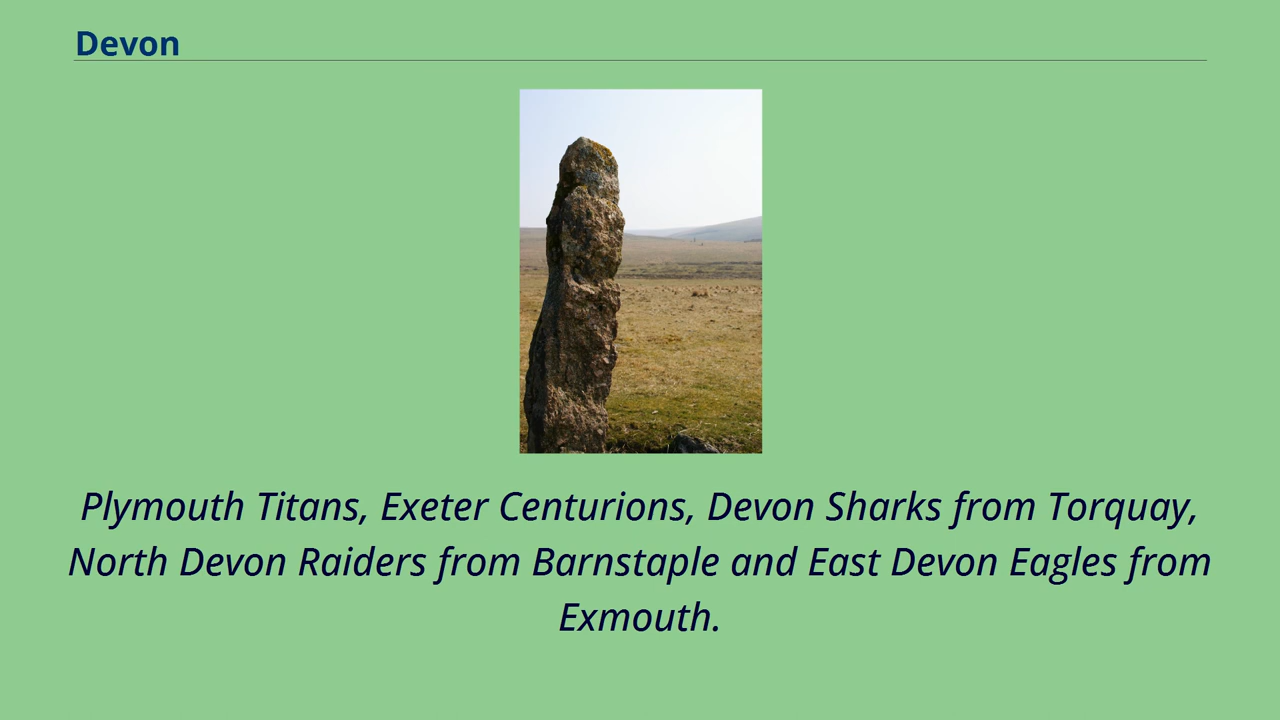 Devon
Plymouth Titans, Exeter Centurions, Devon Sharks from Torquay,
North Devon Raiders from Barnstaple and East Devon Eagles from
Exmouth.